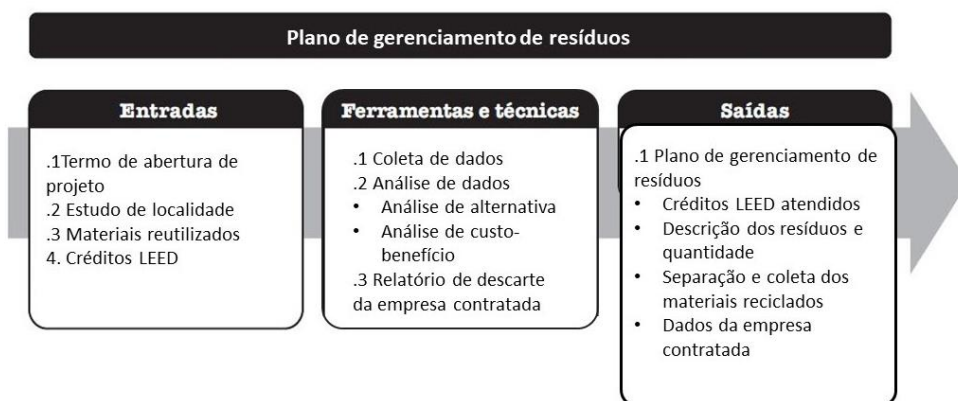 Plano de gerenciamento de resíduos
Entradas
.1Termo de abertura de
projeto
.2 Estudo de localidade
.3 Materiais reutilizados
4. Créditos LEED
Ferramentas e técnicas
.1 Coleta de dados
.2 Análise de dados
• Análise de alternativa
• Análise de custo-
benefício
.3 Relatório de descarte
da empresa contratada
Saídas
.1 Plano de gerenciamento de
resíduos
• Créditos LEED atendidos
• Descrição dos resíduos e
quantidade
• Separação e coleta dos
materiais reciclados
• Dados da empresa
contratada